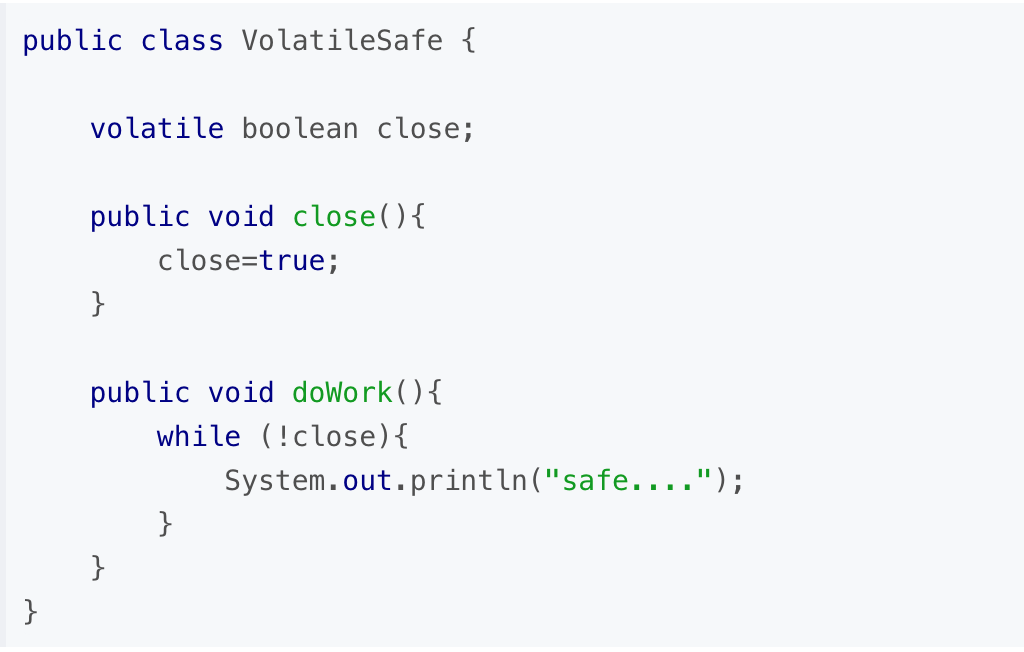 public class VolatileSafe {
    volatile boolean close;
    public void close(){
        close=true;
    }
    public void doWork(){
        while (!close){
            System.out.println("safe....");
        }
    }
}